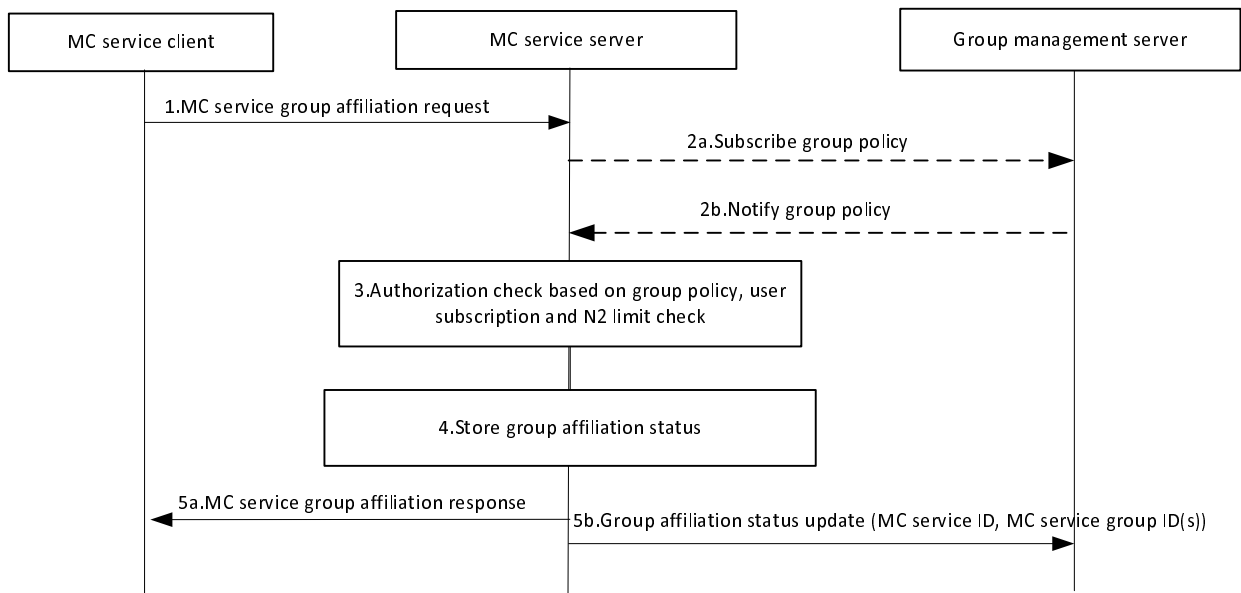 MC service client
MC service server
Group management server
1.MC service group affiliation request
2a.Subscribe group policy
2b.Notify group policy
3.Authorization check based on group policy, user
subscription and N2 limit check
4.Store group affiliation status
5a.MC service group affiliation response
5b.Group affiliation status update (MC service ID, MC service group ID(s))